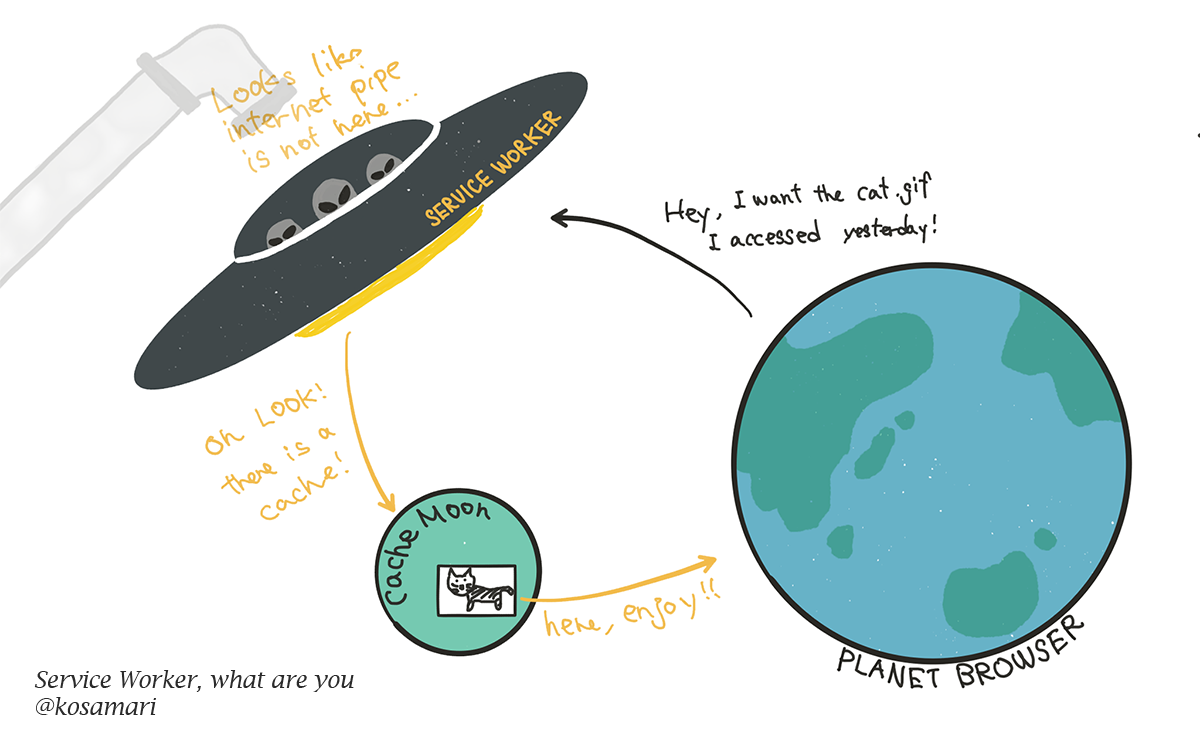 Looks like
internet pipe
is not here...
SERVICE WORKER
Hey, I want the cat.gif
I accessed yesterday!
oh LOOK!
there is a
cache!
Cache Moon
here, enjoy!!
PLANET BROWSER
Service Worker, what are you
@kosamari